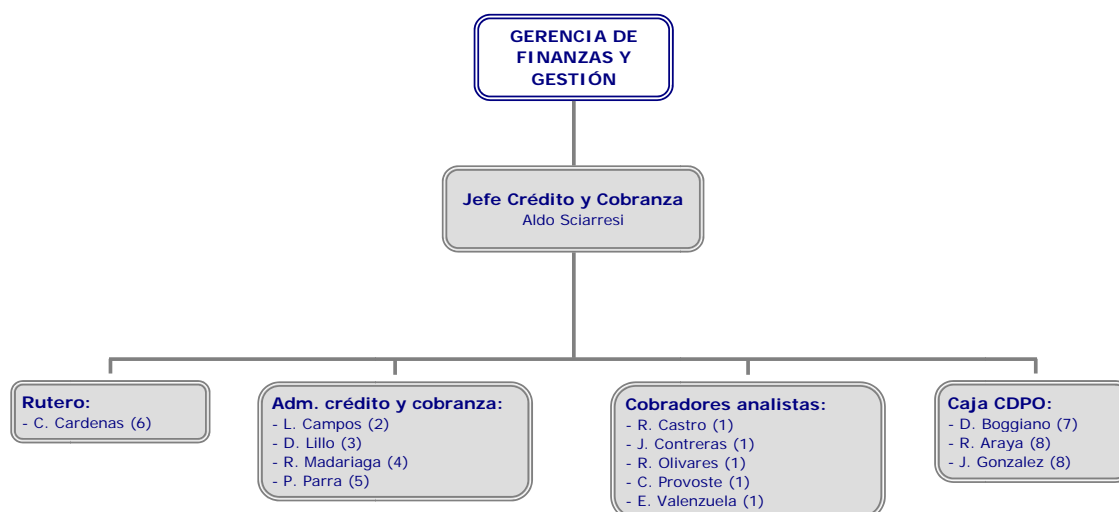 GERENCIA DE
FINANZAS Y
GESTIÓN
Jefe Crédito y Cobranza
Aldo Sciarresi
Rutero:
- C. Cardenas (6)
Adm. crédito y cobranza:
- L. Campos (2)
- D. Lillo (3)
- R. Madariaga (4)
- P. Parra (5)
Cobradores analistas:
- R. Castro (1)
- J. Contreras (1)
- R. Olivares (1)
- C. Provoste (1)
- E. Valenzuela (1)
Caja CDPO:
- D. Boggiano (7)
- R. Araya (8)
- J. Gonzalez (8)